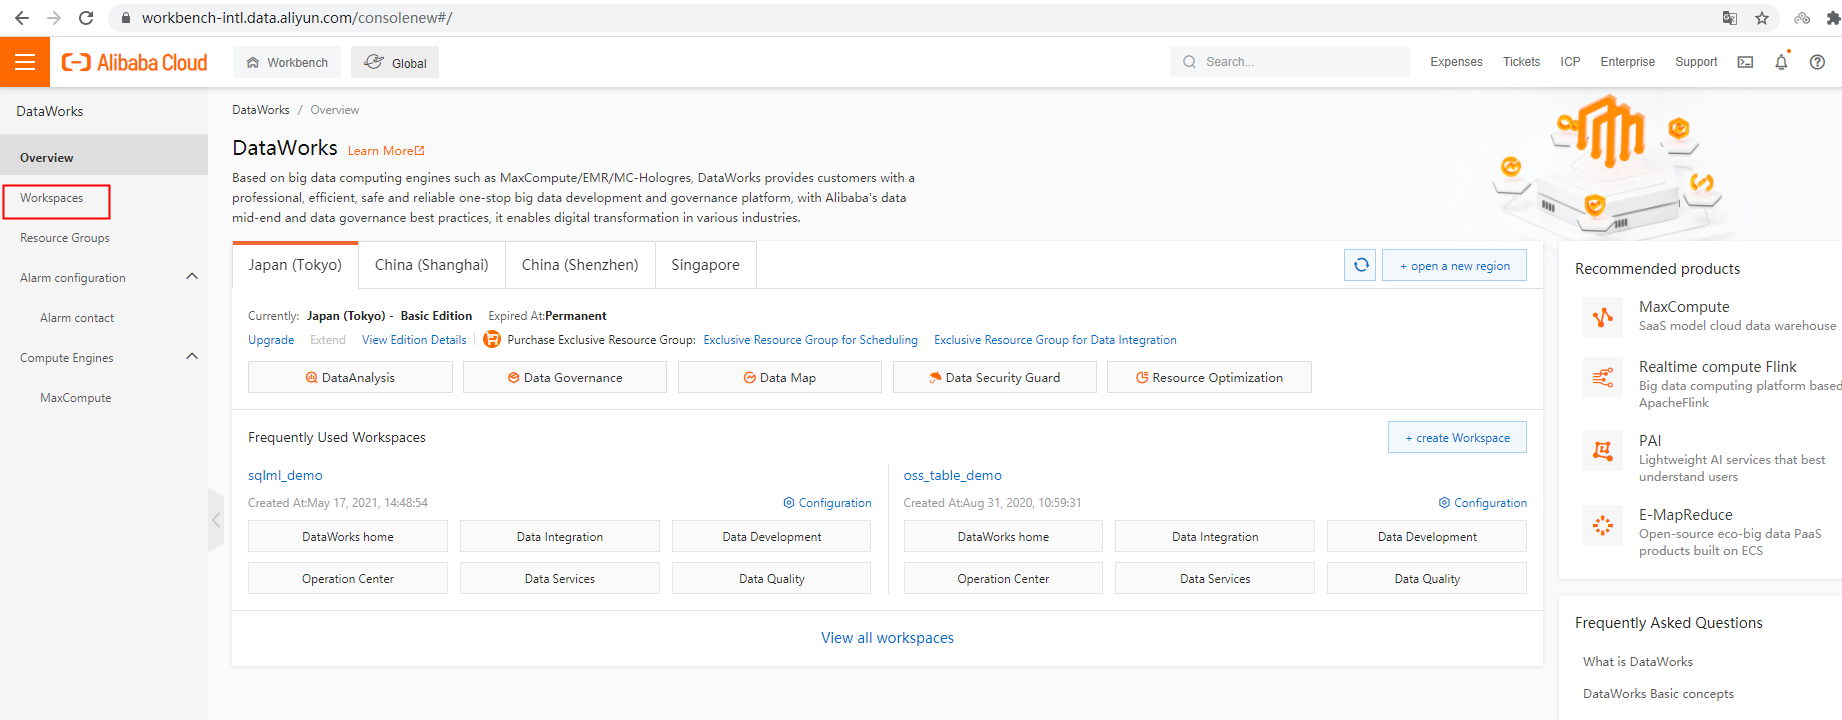 workbench-intl.data.aliyun.com/consolenew#/
Alibaba Cloud
Workbench
Global
Search...
Expenses
Tickets
ICP
Enterprise
Support
DataWorks
Overview
Workspaces
Resource Groups
Alarm configuration
Alarm contact
Compute Engines
MaxCompute
DataWorks / Overview
DataWorks Learn More
Based on big data computing engines such as MaxCompute/EMR/MC-Hologres, DataWorks provides customers with a
professional, efficient, safe and reliable one-stop big data development and governance platform, with Alibaba's data
mid-end and data governance best practices, it enables digital transformation in various industries.
Japan (Tokyo)
China (Shanghai)
China (Shenzhen)
Singapore
+ open a new region
Currently: Japan (Tokyo) - Basic Edition Expired At:Permanent
Upgrade Extend View Edition Details Purchase Exclusive Resource Group: Exclusive Resource Group for Scheduling Exclusive Resource Group for Data Integration
DataAnalysis
Data Governance
Data Map
Data Security Guard
Resource Optimization
Frequently Used Workspaces
+ create Workspace
sqlml_demo
Created At:May 17, 2021, 14:48:54
Configuration
DataWorks home
Data Integration
Data Development
Operation Center
Data Services
Data Quality
oss_table_demo
Created At:Aug 31, 2020, 10:59:31
Configuration
DataWorks home
Data Integration
Data Development
Operation Center
Data Services
Data Quality
View all workspaces
Recommended products
MaxCompute
SaaS model cloud data warehouse
Realtime compute Flink
Big data computing platform based
ApacheFlink
PAI
Lightweight AI services that best
understand users
E-MapReduce
Open-source eco-big data PaaS
products built on ECS
Frequently Asked Questions
What is DataWorks
DataWorks Basic concepts